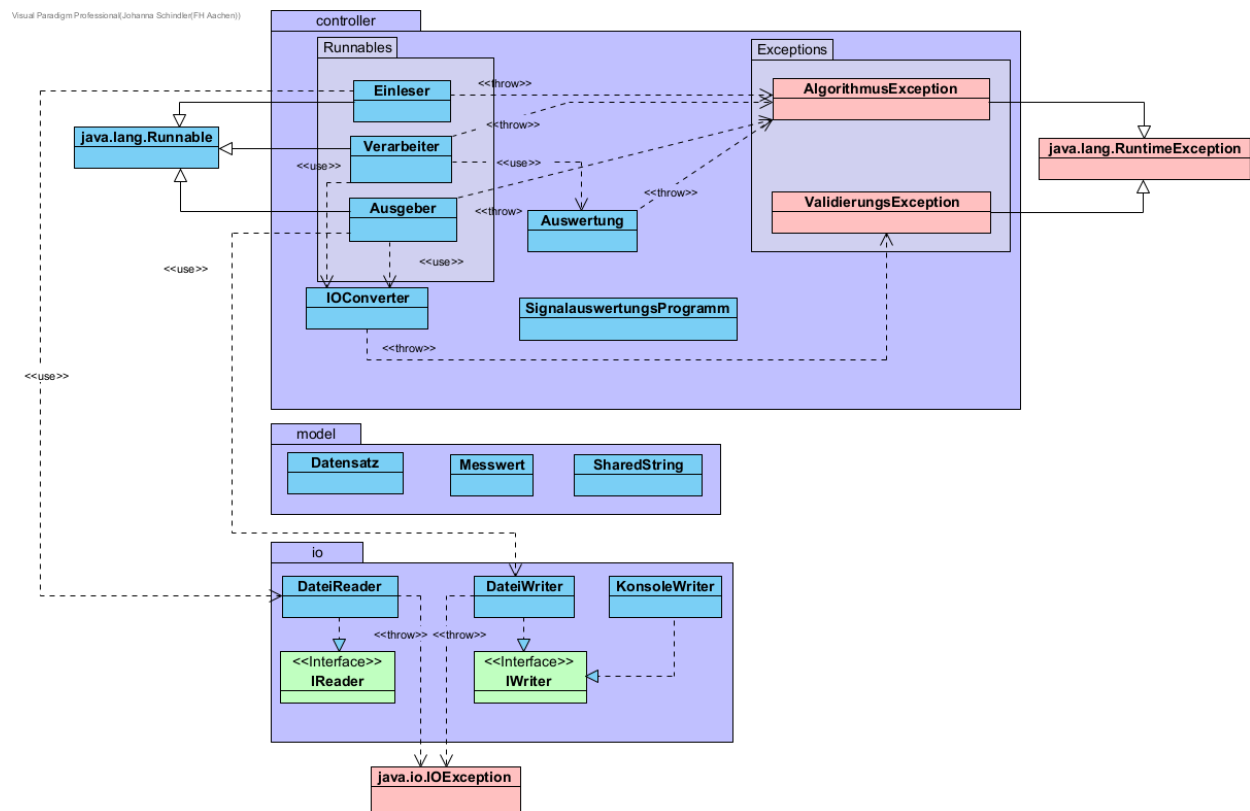 Visual Paradigm Professional(Johanna Schindler(FH Aachen))
controller
Runnables
Exceptions
Einleser
<<throw>>
AlgorithmusException
java.lang.Runnable
<<throw>>
Verarbeiter
java.lang.RuntimeException
<<use>>
<<use>>
<<throw>>
Ausgeber
<<throw>
Auswertung
ValidierungsException
<<use>>
<<use>>
IOConverter
SignalauswertungsProgramm
<<throw>>
<<use>>
model
Datensatz
Messwert
SharedString
io
DateiReader
DateiWriter
KonsoleWriter
<<throw>>
<<throw>>
<<Interface>>
IReader
<<Interface>>
IWriter
java.io.IOException